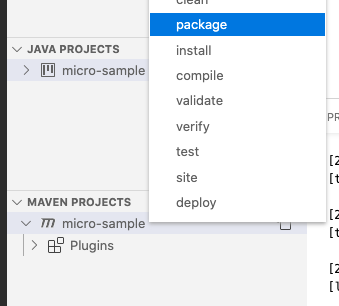 clean
package
JAVA PROJECTS
install
micro-sample
compile
validate
verify
test
site
MAVEN PROJECTS
deploy
micro-sample
Plugins
PR
[2
[t
[2
[t
[2
[l